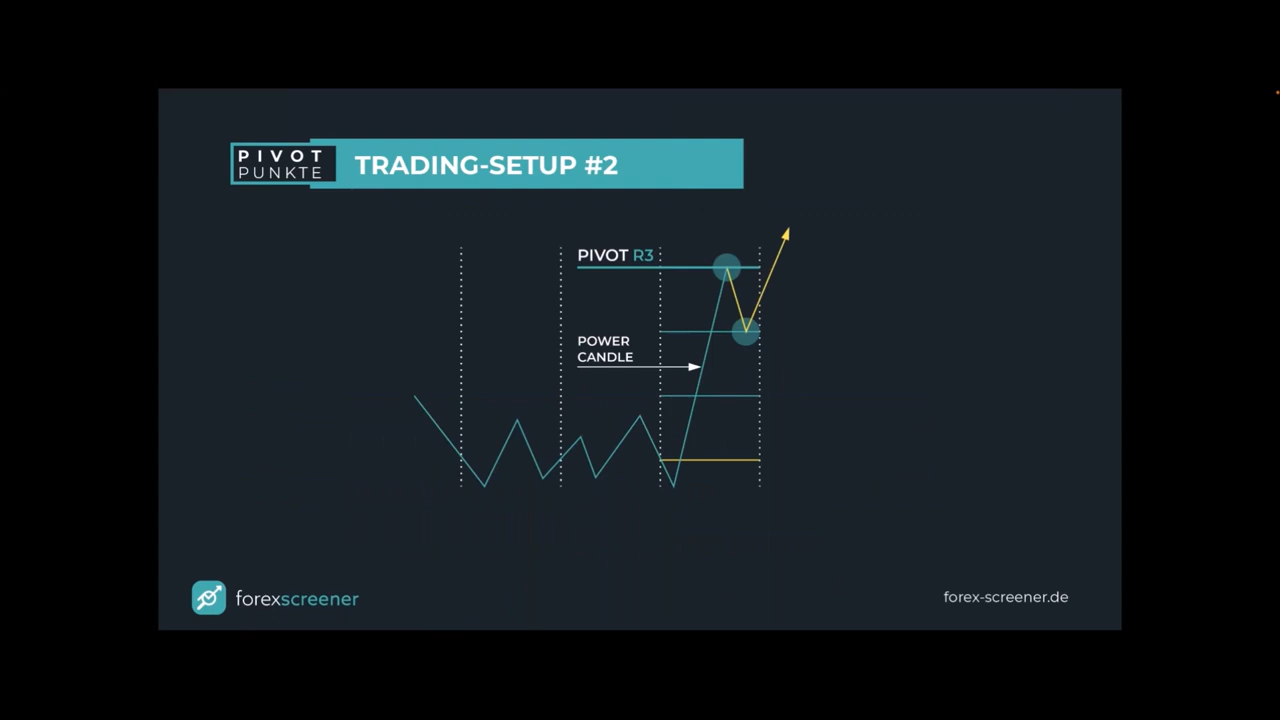 PIVOT
PUNKTE
TRADING-SETUP #2
PIVOT R3
POWER
CANDLE
forexscreener
forex-screener.de